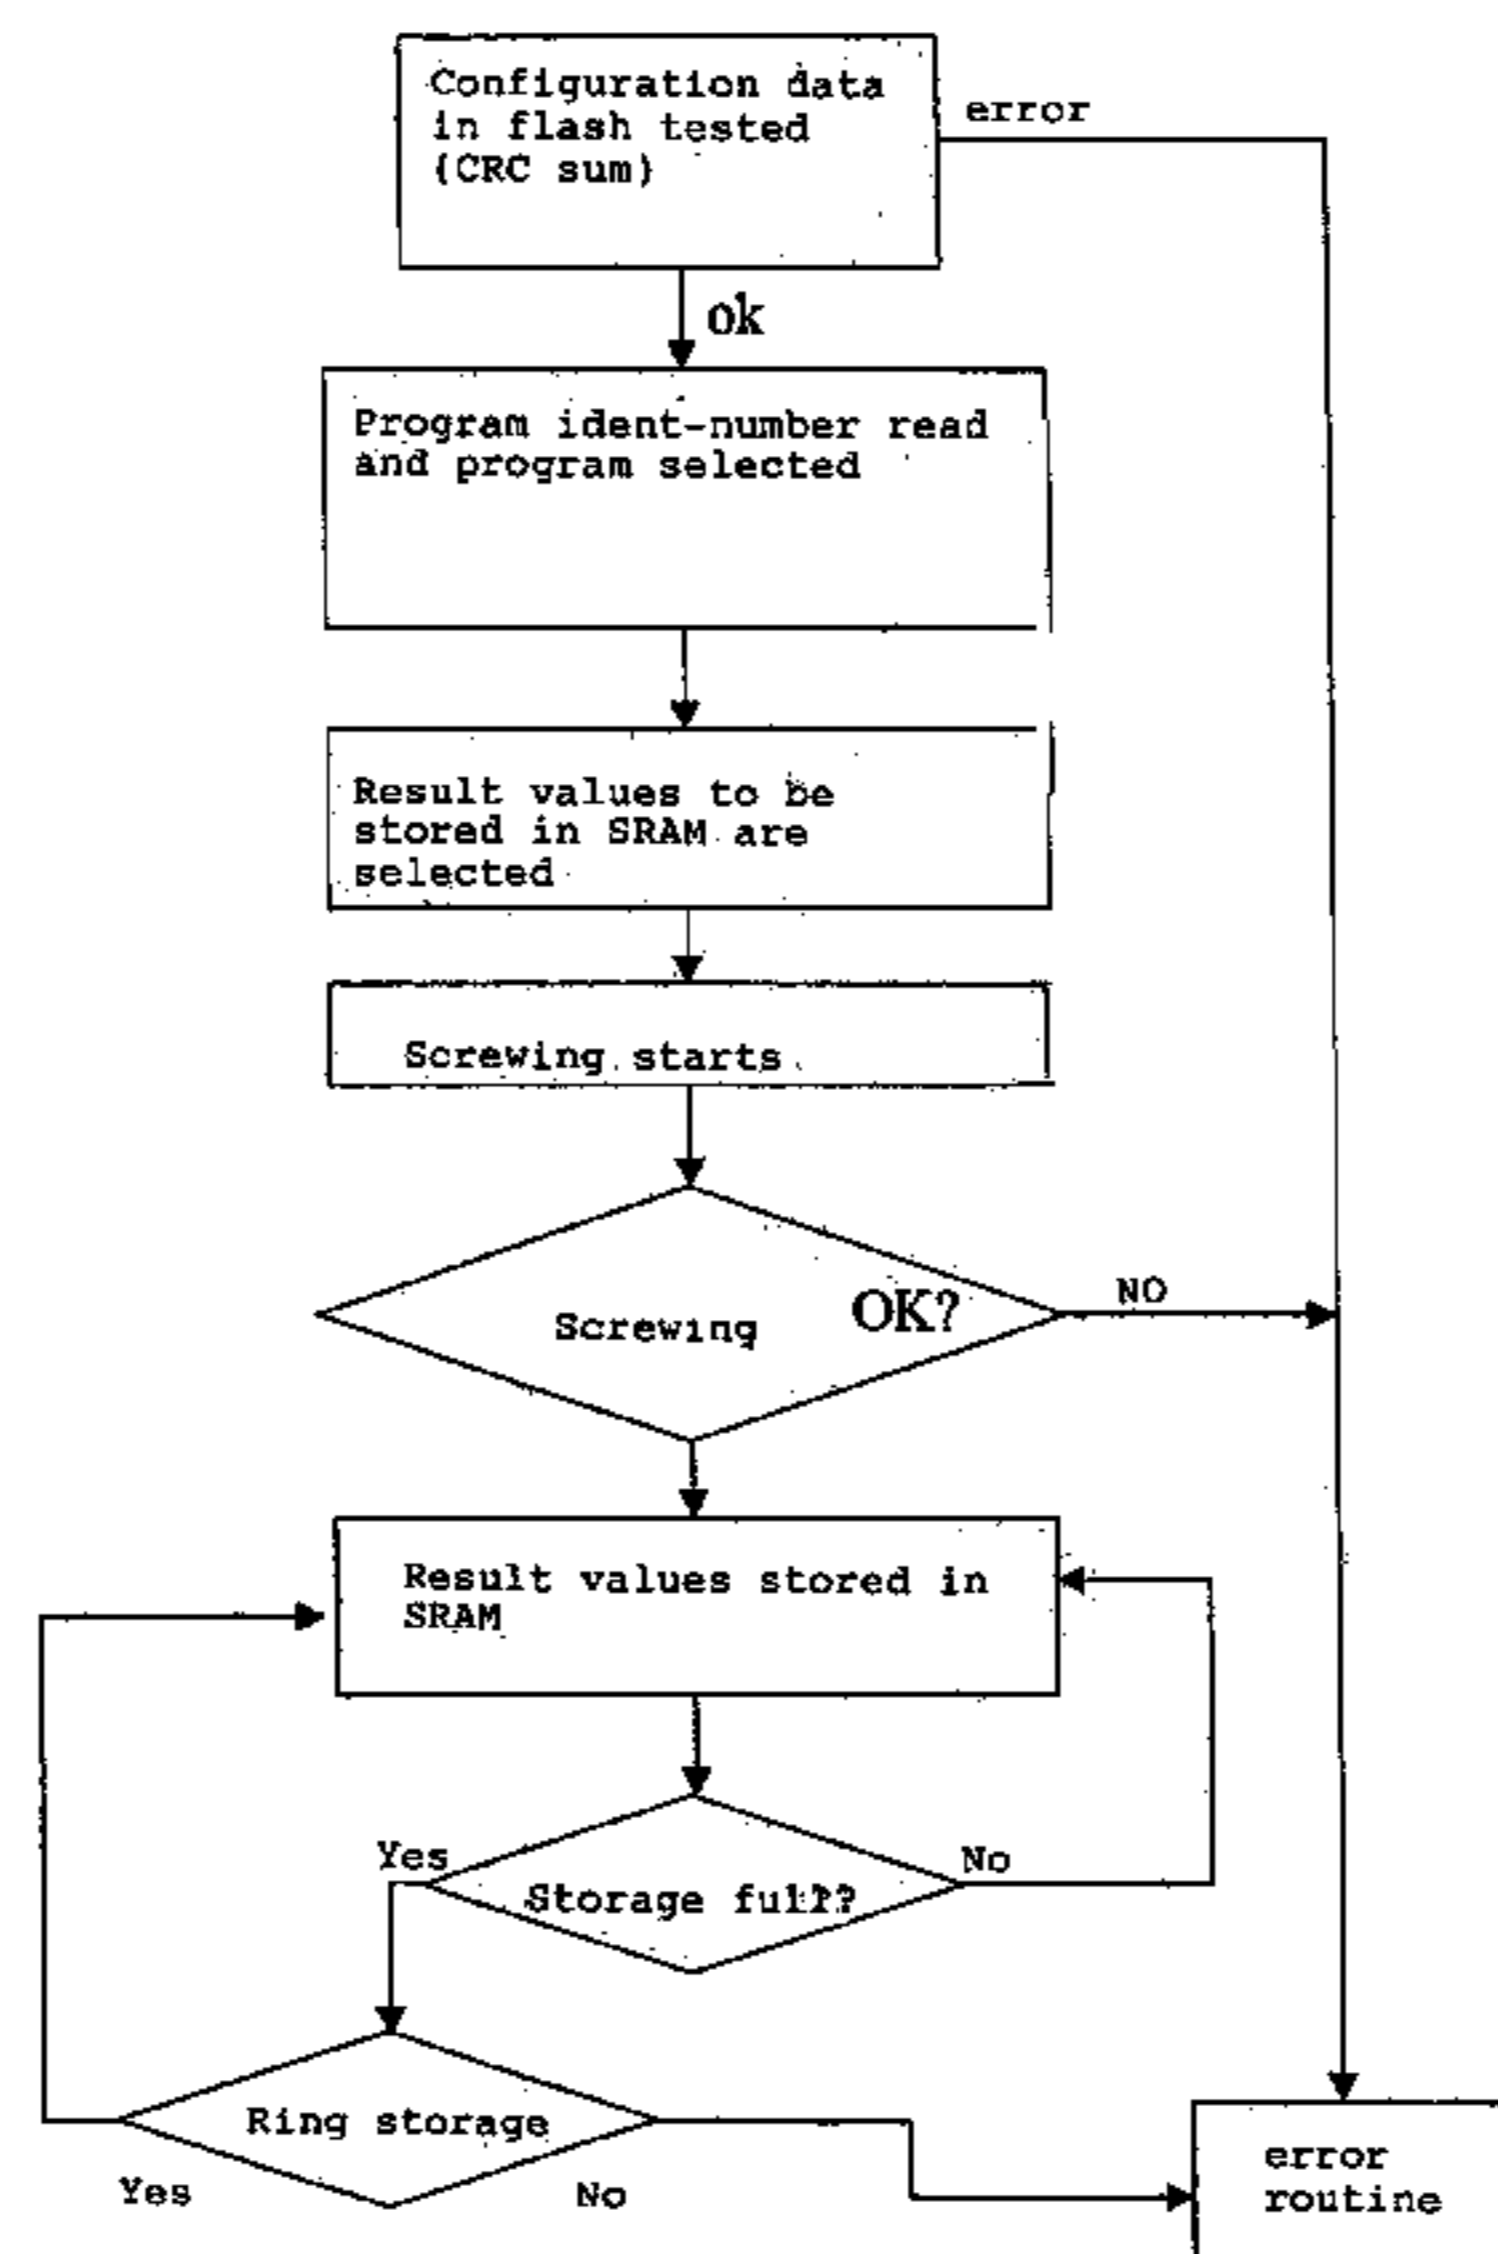 Configuration data
in flash tested
(CRC sum)
error
ok
Program ident-number read
and program selected
Result values to be
stored in SRAM are
selected
Screwing starts
Screwing OK?
NO
Result values stored in
SRAM
Yes
No
Storage full?
Ring storage
Yes
No
error
routine